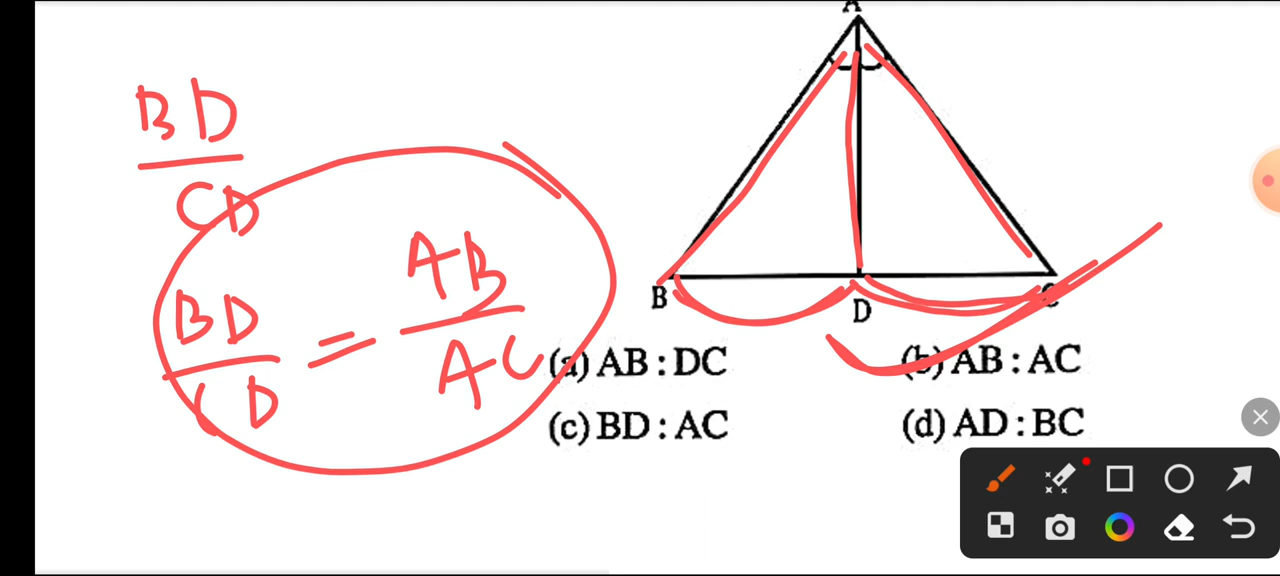 A
BD
CD
BD = AB
CD AC
B D C
(a) AB : DC (b) AB : AC
(c) BD : AC (d) AD : BC